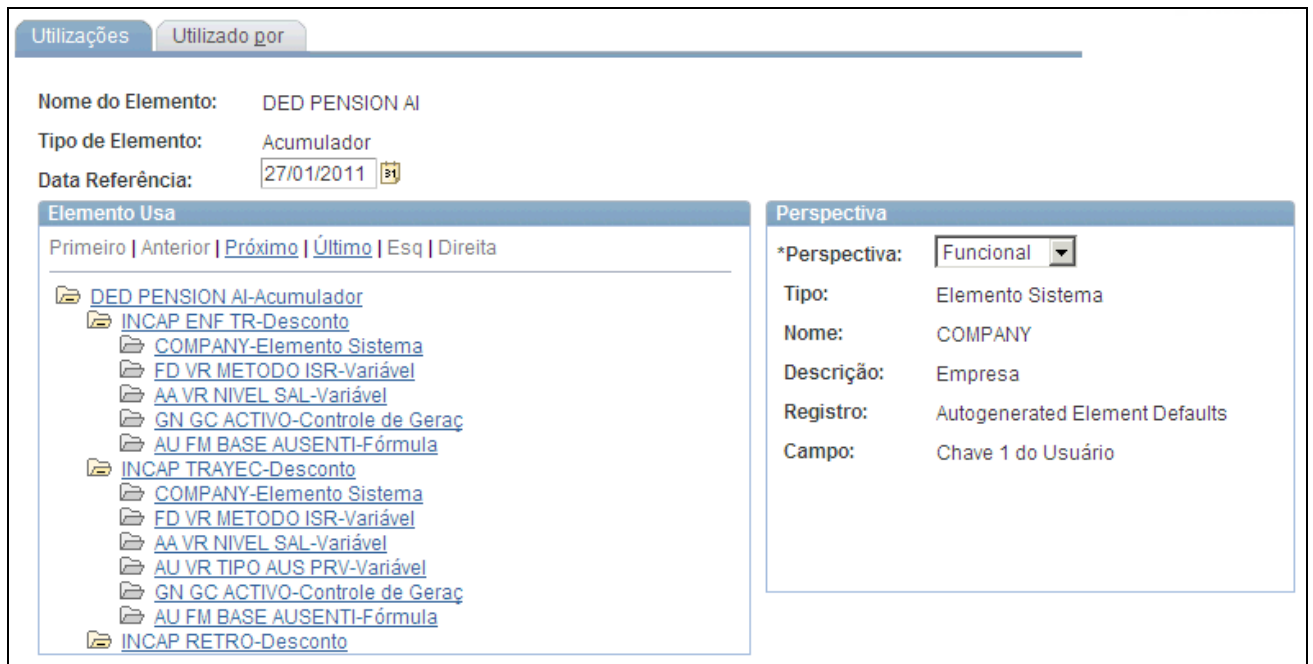 Utilizações Utilizado por
Nome do Elemento: DED PENSION AI
Tipo de Elemento: Acumulador
Data Referência: 27/01/2011 31
Elemento Usa
Primeiro | Anterior | Próximo | Último | Esq | Direita
DED PENSION AI-Acumulador
INCAP ENF TR-Desconto
COMPANY-Elemento Sistema
FD VR METODO ISR-Variável
AA VR NIVEL SAL-Variável
GN GC ACTIVO-Controle de Geraç
AU FM BASE AUSENTI-Fórmula
INCAP TRAYEC-Desconto
COMPANY-Elemento Sistema
FD VR METODO ISR-Variável
AA VR NIVEL SAL-Variável
AU VR TIPO AUS PRV-Variável
GN GC ACTIVO-Controle de Geraç
AU FM BASE AUSENTI-Fórmula
INCAP RETRO-Desconto
Perspectiva
*Perspectiva: Funcional
Tipo: Elemento Sistema
Nome: COMPANY
Descrição: Empresa
Registro: Autogenerated Element Defaults
Campo: Chave 1 do Usuário